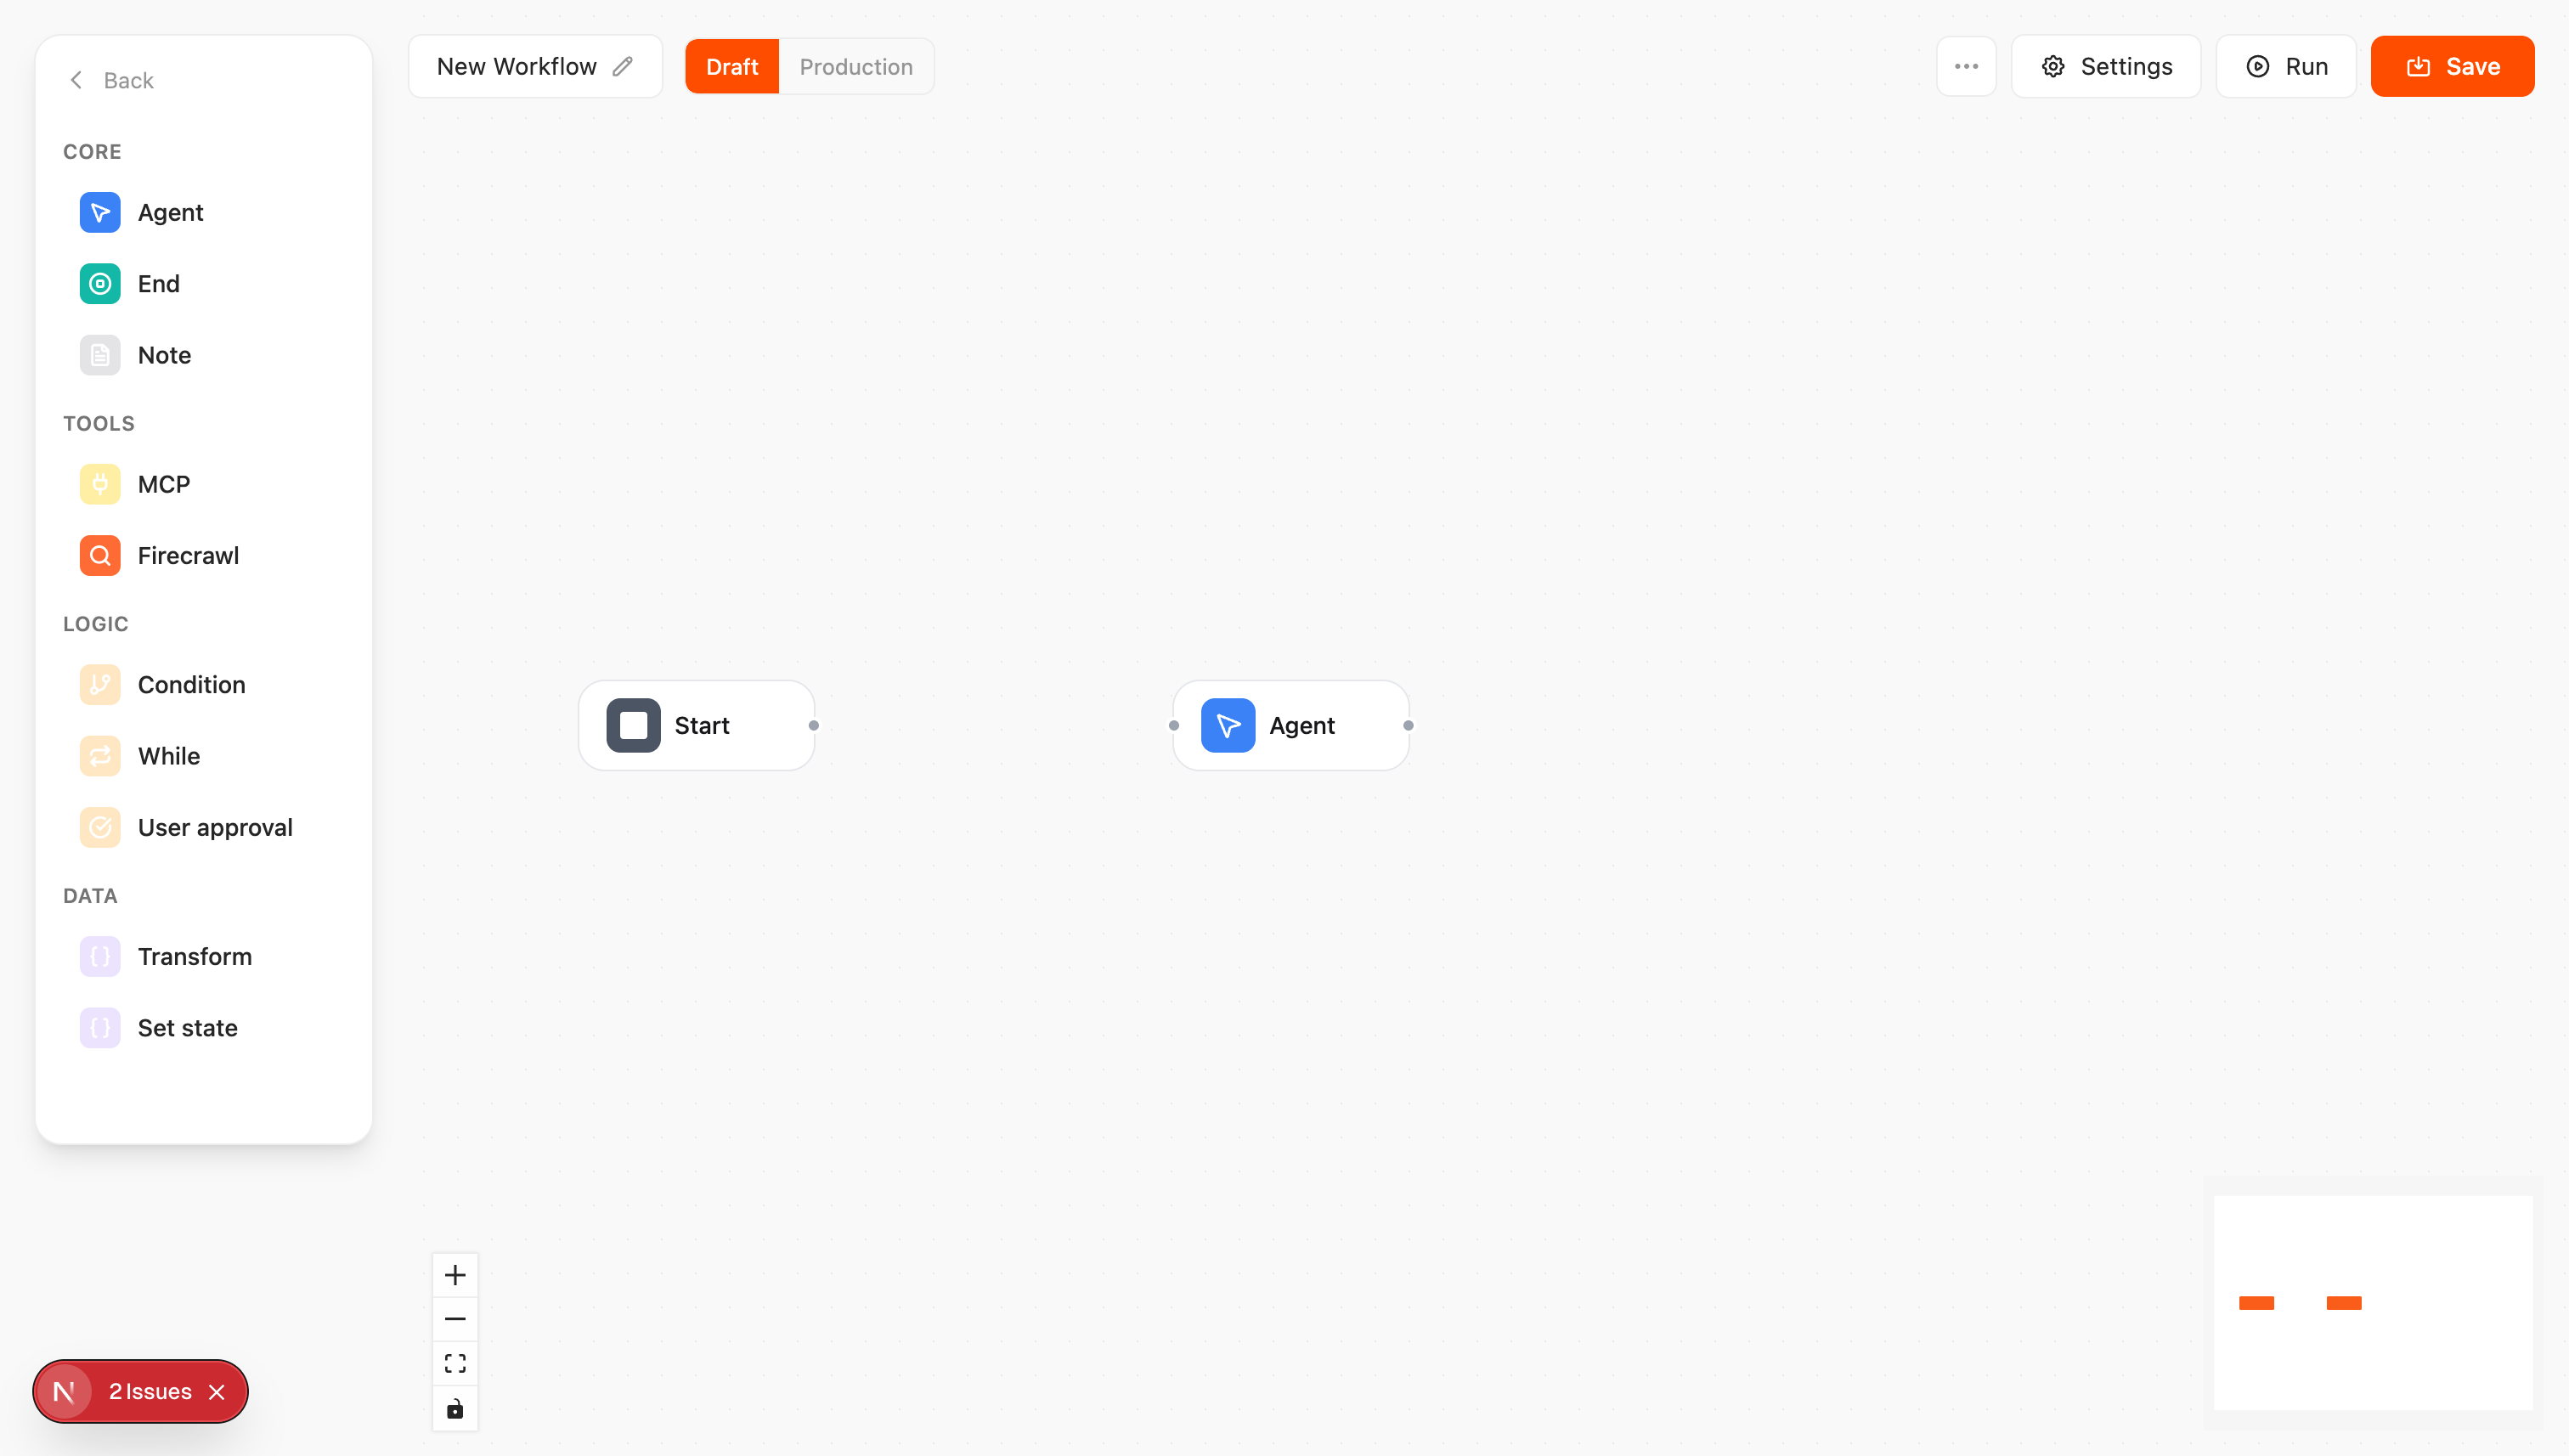 Back
New Workflow
Draft
Production
Settings
Run
Save
CORE
Agent
End
Note
TOOLS
MCP
Firecrawl
LOGIC
Condition
While
User approval
DATA
Transform
Set state
Start
Agent
N 2 Issues